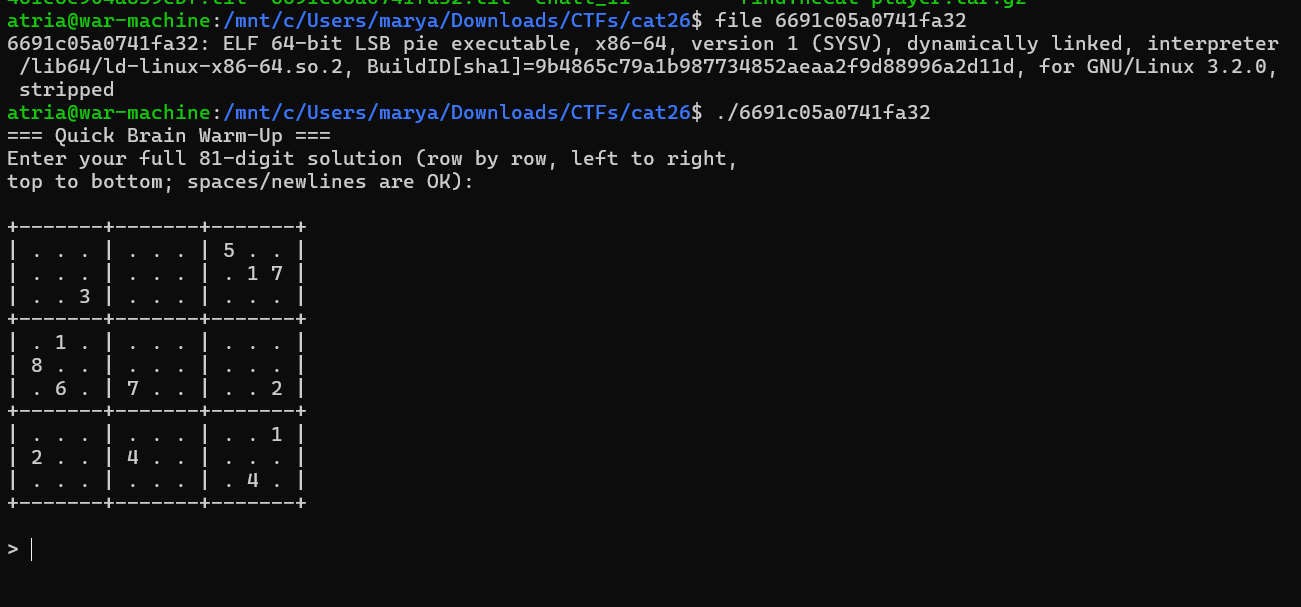 atria@war-machine:/mnt/c/Users/marya/Downloads/CTFs/cat26$ file 6691c05a0741fa32
6691c05a0741fa32: ELF 64-bit LSB pie executable, x86-64, version 1 (SYSV), dynamically linked, interpreter
/lib64/ld-linux-x86-64.so.2, BuildID[sha1]=9b4865c79a1b987734852aeaa2f9d88996a2d11d, for GNU/Linux 3.2.0,
stripped
atria@war-machine:/mnt/c/Users/marya/Downloads/CTFs/cat26$ ./6691c05a0741fa32
=== Quick Brain Warm-Up ===
Enter your full 81-digit solution (row by row, left to right,
top to bottom; spaces/newlines are OK):
+-------+-------+-------+
| . . . | . . . | 5 . . |
| . . . | . . . | . 1 7 |
| . . 3 | . . . | . . . |
+-------+-------+-------+
| . 1 . | . . . | . . . |
| 8 . . | . . . | . . . |
| . 6 . | 7 . . | . . 2 |
+-------+-------+-------+
| . . . | . . . | . . 1 |
| 2 . . | 4 . . | . . . |
| . . . | . . . | . 4 . |
+-------+-------+-------+
> |